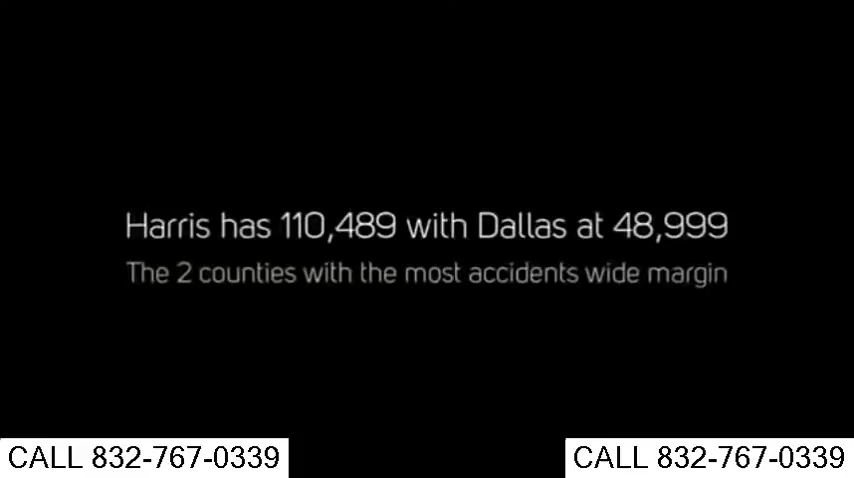 Harris has 110,489 with Dallas at 48,999
The 2 counties with the most accidents wide margin
CALL 832-767-0339
CALL 832-767-0339